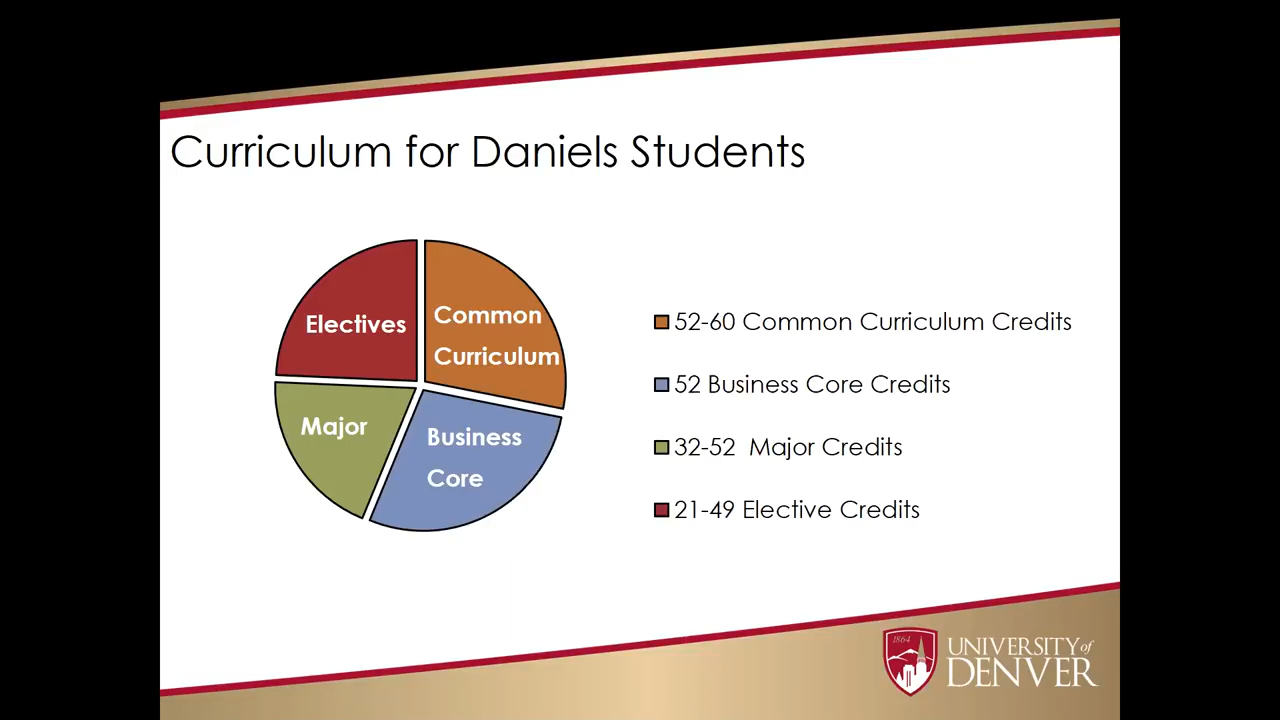 Curriculum for Daniels Students
Electives
Common
Curriculum
Major
Business
Core
52-60 Common Curriculum Credits
52 Business Core Credits
32-52  Major Credits
21-49 Elective Credits
1864
UNIVERSITY of
DENVER